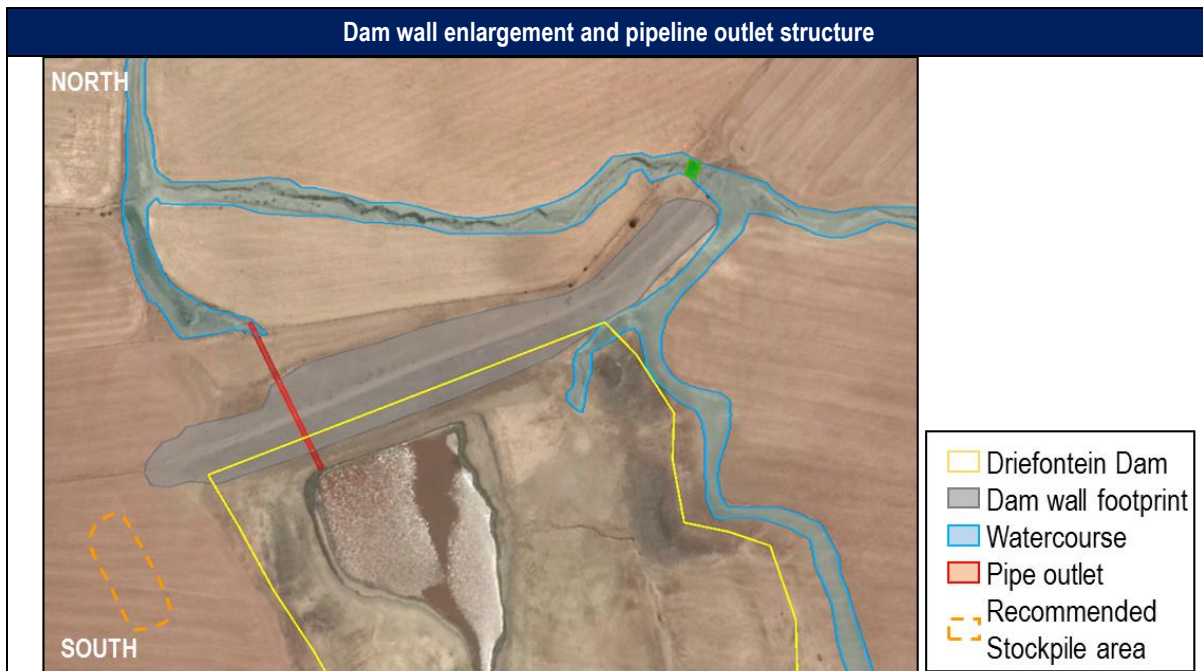 Dam wall enlargement and pipeline outlet structure
NORTH
SOUTH
Driefontein Dam
Dam wall footprint
Watercourse
Pipe outlet
Recommended
Stockpile area